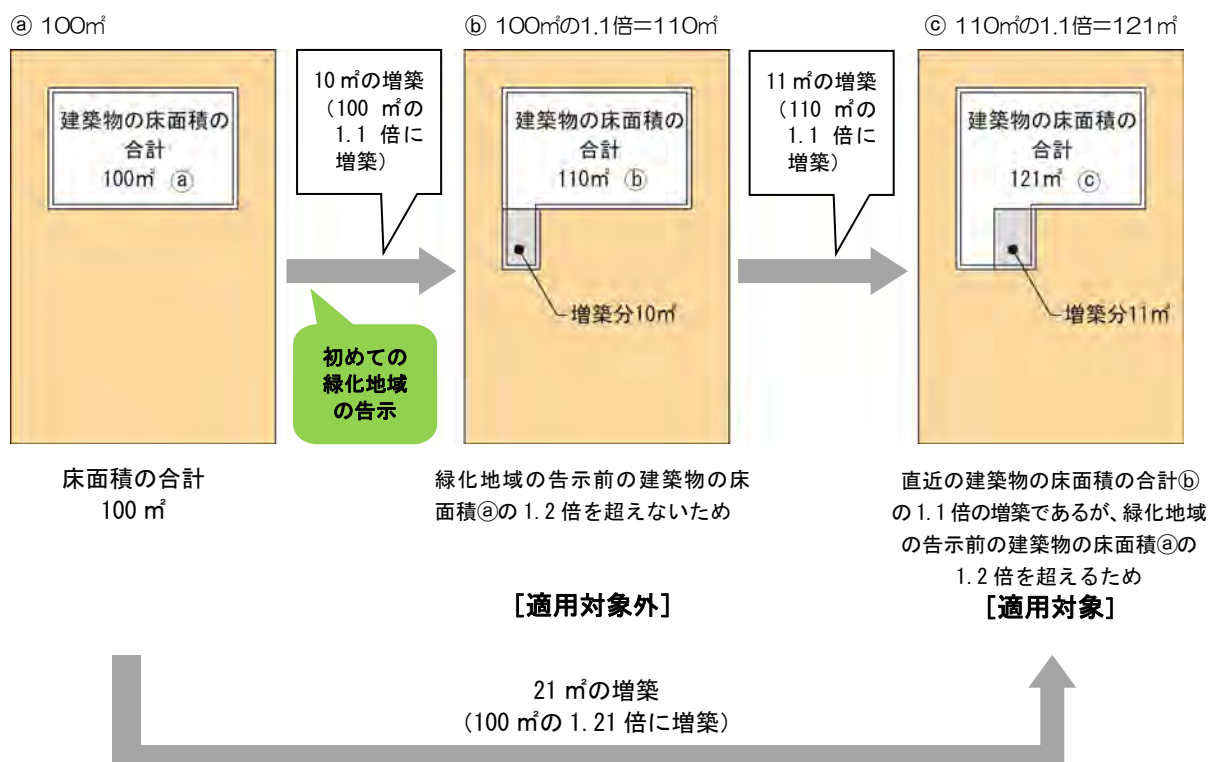 ⓐ 100㎡
ⓑ 100㎡の1.1倍=110㎡
ⓒ 110㎡の1.1倍=121㎡
建築物の床面積の
合計
100㎡ ⓐ
10 ㎡の増築
(100 ㎡の
1.1 倍に
増築)
初めての
緑化地域
の告示
建築物の床面積の
合計
110㎡ ⓑ
増築分10㎡
11 ㎡の増築
(110 ㎡の
1.1 倍に
増築)
建築物の床面積の
合計
121㎡ ⓒ
増築分11㎡
床面積の合計
100 ㎡
緑化地域の告示前の建築物の床
面積ⓐの 1.2 倍を超えないため
[適用対象外]
直近の建築物の床面積の合計ⓑ
の 1.1 倍の増築であるが、緑化地域
の告示前の建築物の床面積ⓐの
1.2 倍を超えるため
[適用対象]
21 ㎡の増築
(100 ㎡の 1.21 倍に増築)